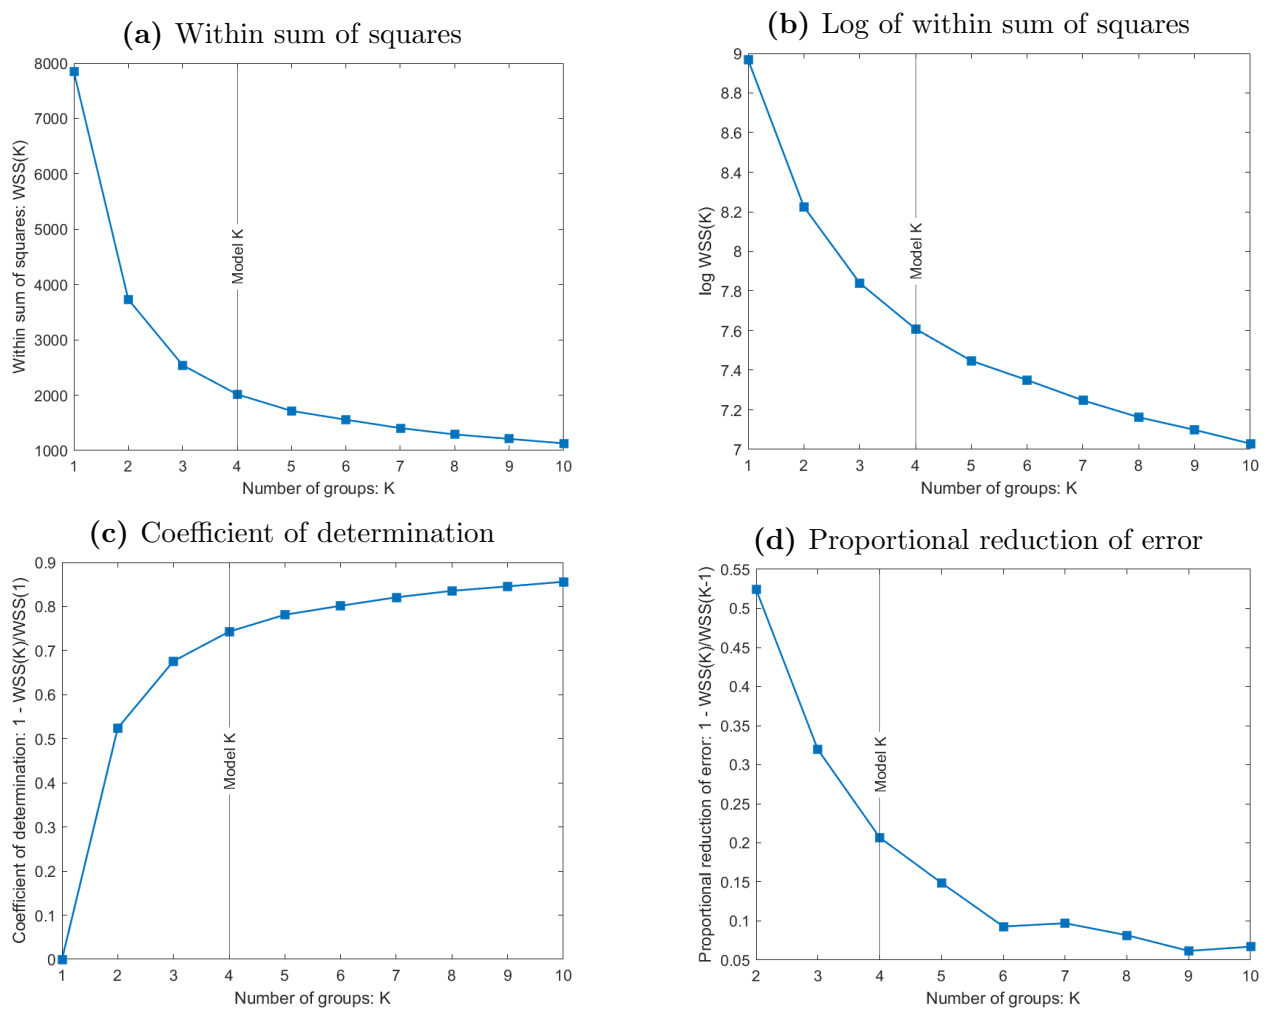 (a) Within sum of squares
8000
7000
6000
5000
4000
3000
2000
1000
Within sum of squares: WSS(K)
Model K
1 2 3 4 5 6 7 8 9 10
Number of groups: K
(b) Log of within sum of squares
9
8.8
8.6
8.4
8.2
8
7.8
7.6
7.4
7.2
7
log WSS(K)
Model K
1 2 3 4 5 6 7 8 9 10
Number of groups: K
(c) Coefficient of determination
0.9
0.8
0.7
0.6
0.5
0.4
0.3
0.2
0.1
0
Coefficient of determination: 1 - WSS(K)/WSS(1)
Model K
1 2 3 4 5 6 7 8 9 10
Number of groups: K
(d) Proportional reduction of error
0.55
0.5
0.45
0.4
0.35
0.3
0.25
0.2
0.15
0.1
0.05
Proportional reduction of error: 1 - WSS(K)/WSS(K-1)
Model K
2 3 4 5 6 7 8 9 10
Number of groups: K